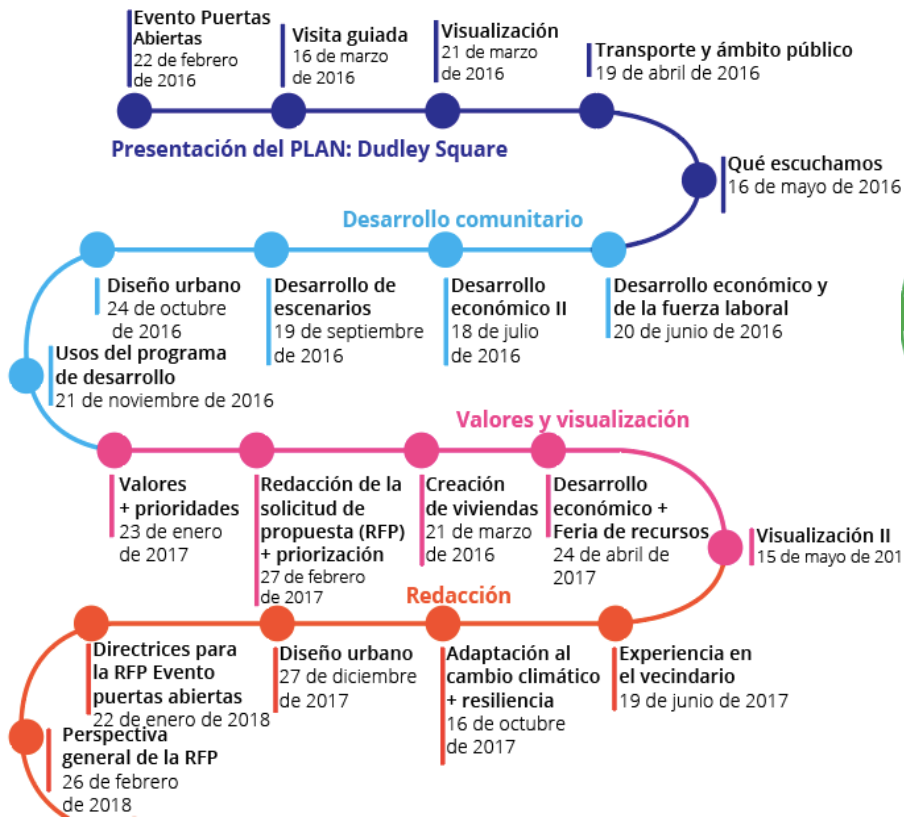 Evento Puertas
Abiertas
22 de febrero
de 2016
Visita guiada
16 de marzo
de 2016
Visualización
21 de marzo
de 2016
Transporte y ámbito público
19 de abril de 2016
Presentación del PLAN: Dudley Square
Qué escuchamos
16 de mayo de 2016
Desarrollo comunitario
Desarrollo económico y
de la fuerza laboral
20 de junio de 2016
Desarrollo
económico II
18 de julio
de 2016
Desarrollo de
escenarios
19 de septiembre
de 2016
Diseño urbano
24 de octubre
de 2016
Usos del programa
de desarrollo
21 de noviembre de 2016
Valores y visualización
Valores
+ prioridades
23 de enero
de 2017
Redacción de la
solicitud de
propuesta (RFP)
+ priorización
27 de febrero
de 2017
Creación
de viviendas
21 de marzo
de 2016
Desarrollo
económico +
Feria de recursos
24 de abril de
2017
Visualización II
15 de mayo de 201
Redacción
Experiencia en
el vecindario
19 de junio de 2017
Adaptación al
cambio climático
+ resiliencia
16 de octubre
de 2017
Diseño urbano
27 de diciembre
de 2017
Directrices para
la RFP Evento
puertas abiertas
22 de enero de 2018
Perspectiva
general de la RFP
26 de febrero
de 2018